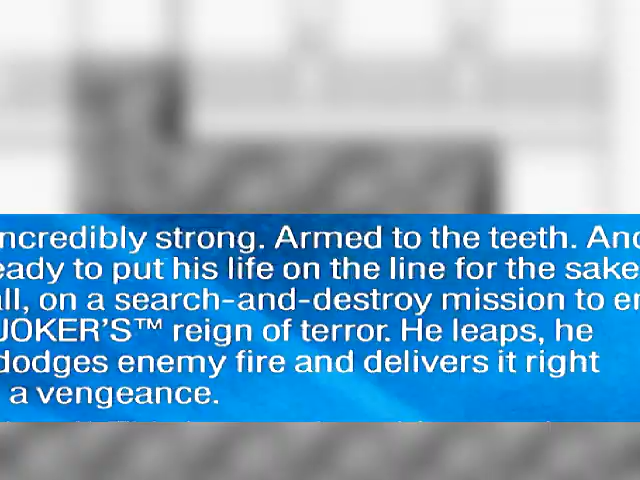 ncredibly strong. Armed to the teeth. And
eady to put his life on the line for the sake
all, on a search-and-destroy mission to en
JOKER'S™ reign of terror. He leaps, he
dodges enemy fire and delivers it right
a vengeance.